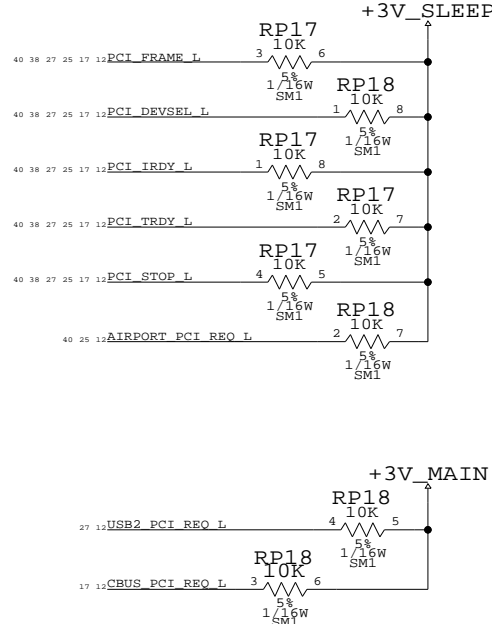 +3V_SLEEP
RP17
10K
40 38 27 25 17 12 PCI_FRAME_L 3 6
5%
1/16W
SM1
RP18
10K
40 38 27 25 17 12 PCI_DEVSEL_L 1 8
5%
1/16W
SM1
RP17
10K
40 38 27 25 17 12 PCI_IRDY_L 1 8
5%
1/16W
SM1
RP17
10K
40 38 27 25 17 12 PCI_TRDY_L 2 7
5%
1/16W
SM1
RP17
10K
40 38 27 25 17 12 PCI_STOP_L 4 5
5%
1/16W
SM1
RP18
10K
40 25 12 AIRPORT_PCI_REQ_L 2 7
5%
1/16W
SM1
+3V_MAIN
RP18
10K
27 12 USB2_PCI_REQ_L 4 5
5%
1/16W
SM1
RP18
10K
17 12 CBUS_PCI_REQ_L 3 6
5%
1/16W
SM1